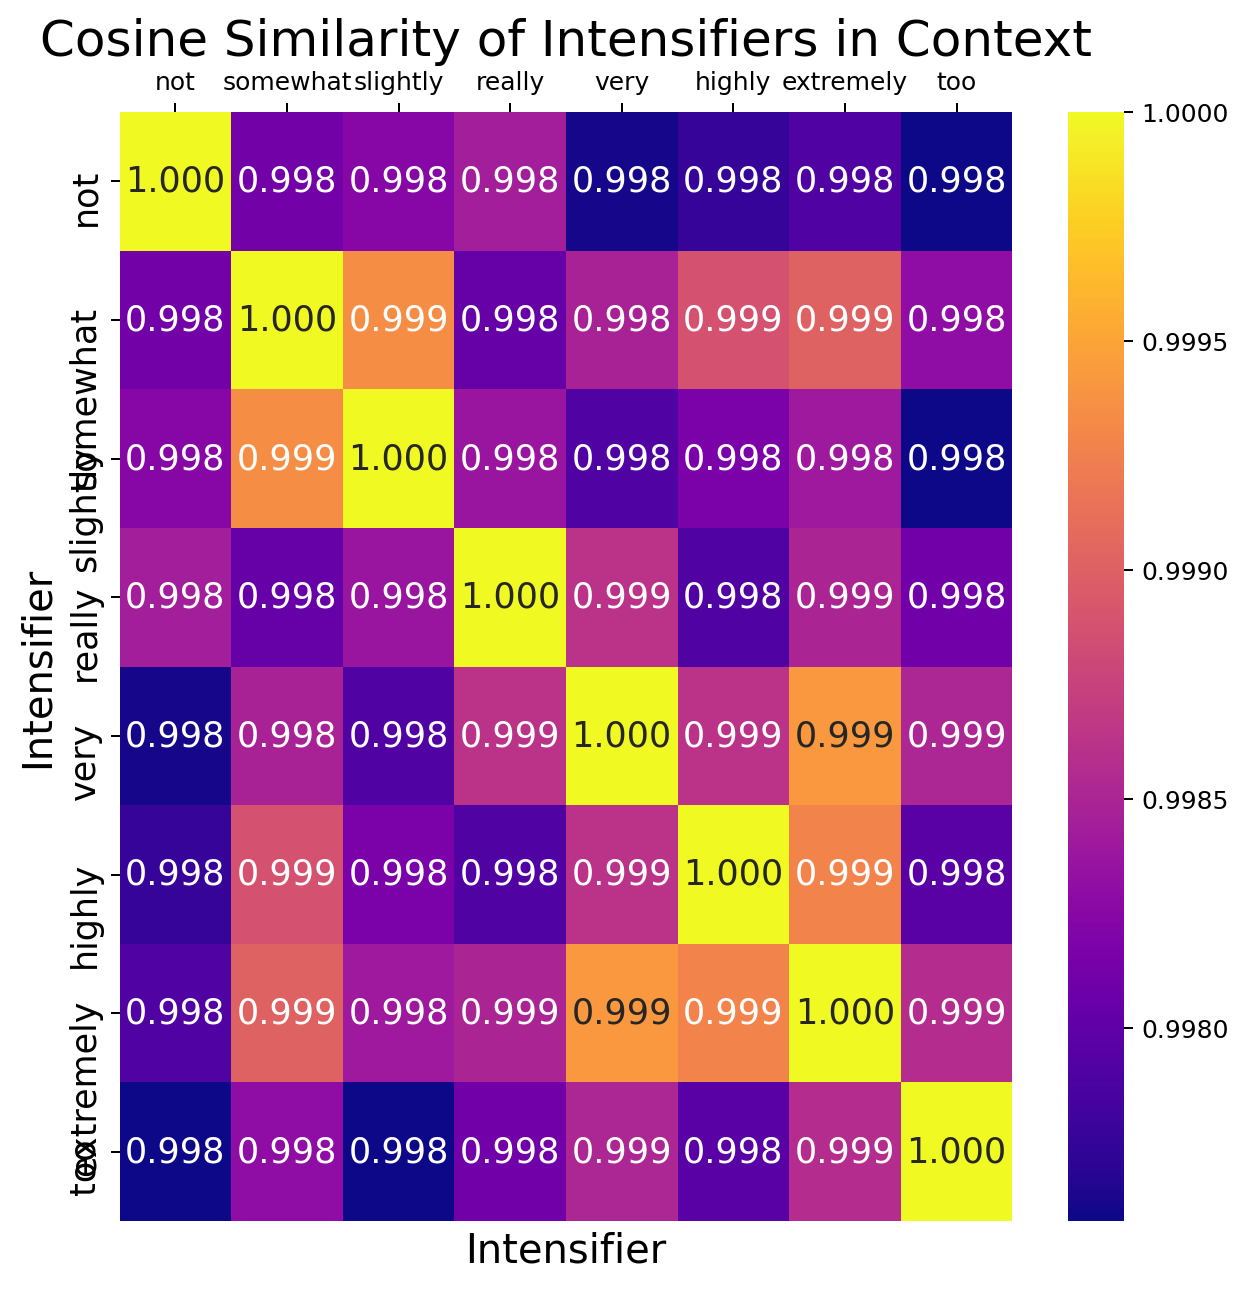 Cosine Similarity of Intensifiers in Context
not somewhat slightly really very highly extremely too
not 1.000 0.998 0.998 0.998 0.998 0.998 0.998 0.998
somewhat 0.998 1.000 0.999 0.998 0.998 0.999 0.999 0.998
slightly 0.998 0.999 1.000 0.998 0.998 0.998 0.998 0.998
really 0.998 0.998 0.998 1.000 0.999 0.998 0.999 0.998
very 0.998 0.998 0.998 0.999 1.000 0.999 0.999 0.999
highly 0.998 0.999 0.998 0.998 0.999 1.000 0.999 0.998
extremely 0.998 0.999 0.998 0.999 0.999 0.999 1.000 0.999
too 0.998 0.998 0.998 0.998 0.999 0.998 0.999 1.000
Intensifier
Intensifier
1.0000
0.9995
0.9990
0.9985
0.9980